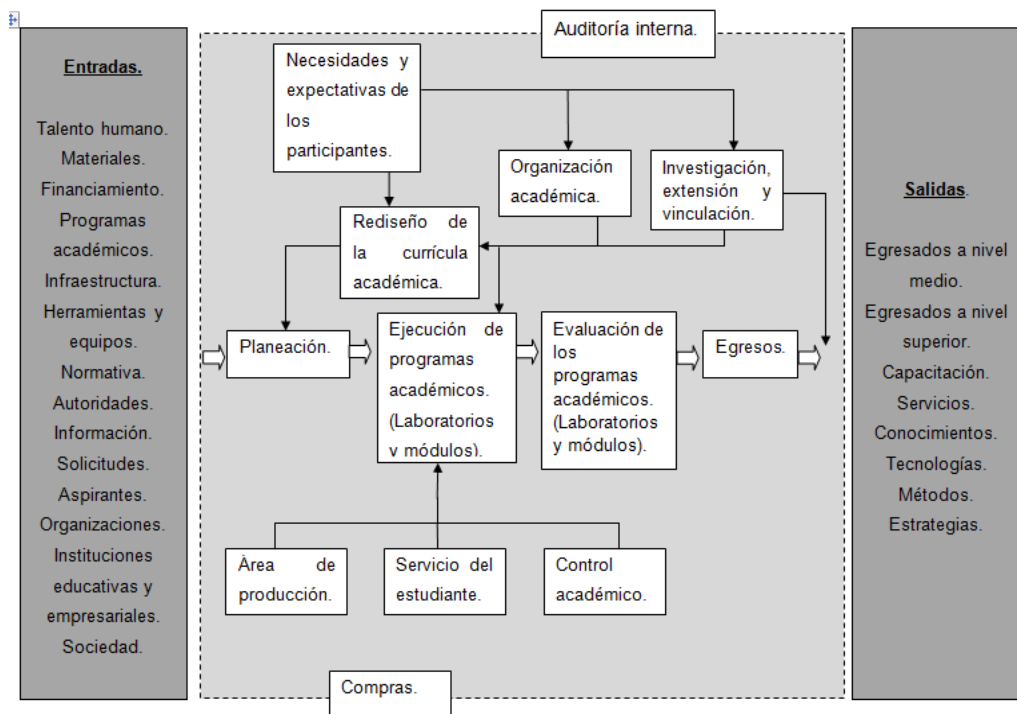 Auditoría interna.
Entradas.
Talento humano.
Materiales.
Financiamiento.
Programas
académicos.
Infraestructura.
Herramientas y
equipos.
Normativa.
Autoridades.
Información.
Solicitudes.
Aspirantes.
Organizaciones.
Instituciones
educativas y
empresariales.
Sociedad.
Necesidades y
expectativas de
los
participantes.
Organización
académica.
Investigación,
extensión y
vinculación.
Rediseño de
la currícula
académica.
Planeación.
Ejecución de
programas
académicos.
(Laboratorios
y módulos).
Evaluación de
los
programas
académicos.
(Laboratorios
y módulos).
Egresos.
Área de
producción.
Servicio del
estudiante.
Control
académico.
Compras.
Salidas.
Egresados a nivel
medio.
Egresados a nivel
superior.
Capacitación.
Servicios.
Conocimientos.
Tecnologías.
Métodos.
Estrategias.